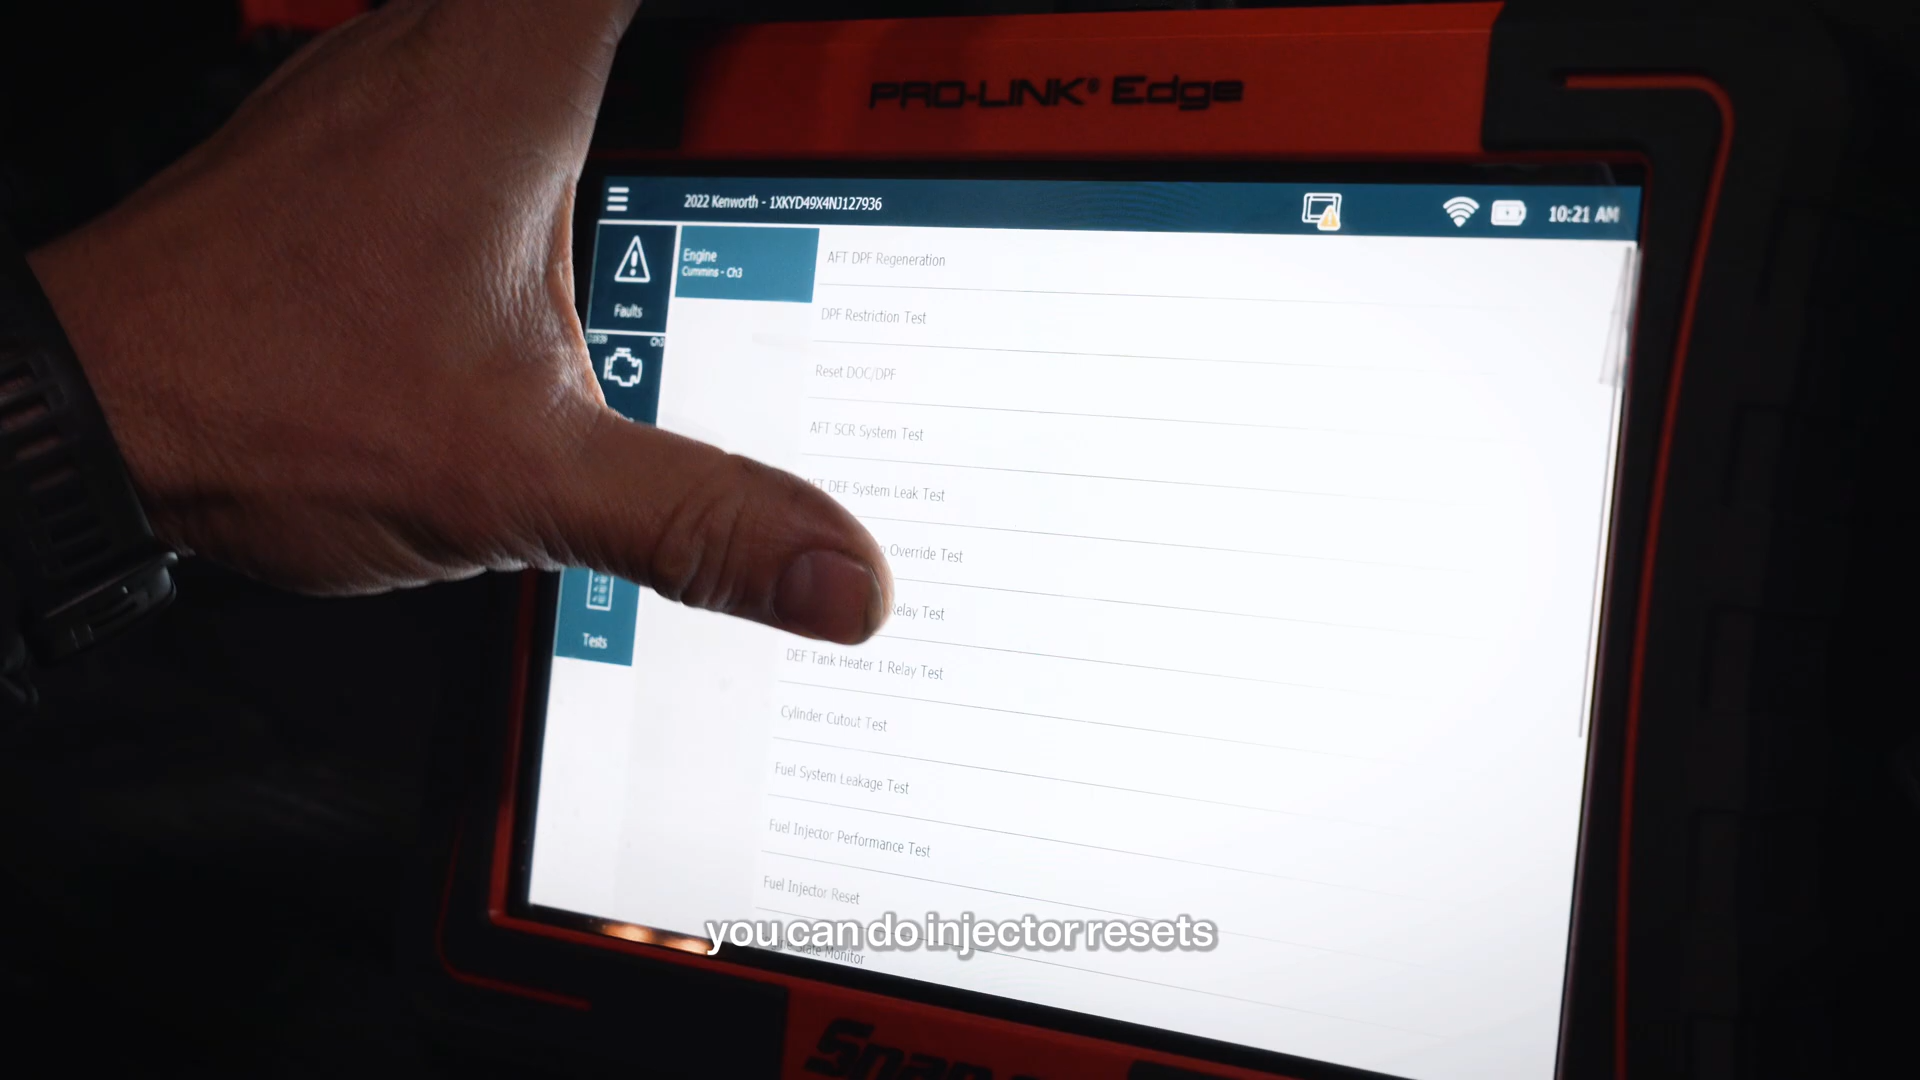 PRO-LINK® Edge
2022 Kenworth - 1XKYD49X4NJ127936
10:21 AM
Faults
Engine
Cummins - Ch3
Ch3
Tests
AFT DPF Regeneration
DPF Restriction Test
Reset DOC/DPF
AFT SCR System Test
DEF System Leak Test
Override Test
Relay Test
DEF Tank Heater 1 Relay Test
Cylinder Cutout Test
Fuel System Leakage Test
Fuel Injector Performance Test
Fuel Injector Reset
State Monitor
you can do injector resets